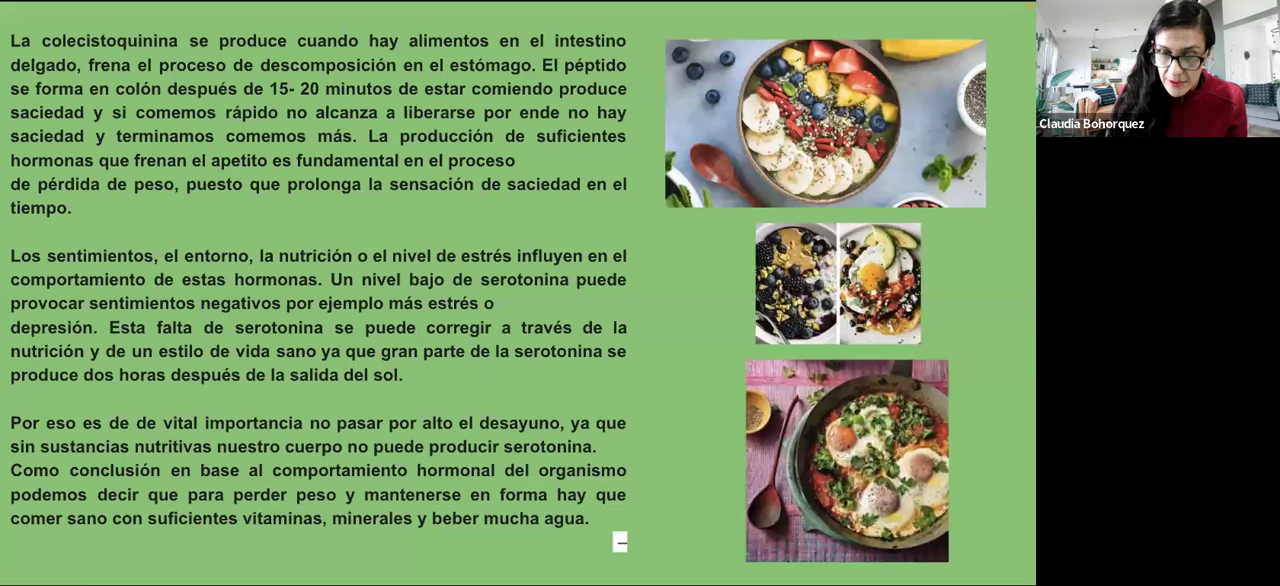 La colecistoquinina se produce cuando hay alimentos en el intestino
delgado, frena el proceso de descomposición en el estómago. El péptido
se forma en colón después de 15- 20 minutos de estar comiendo produce
saciedad y si comemos rápido no alcanza a liberarse por ende no hay
saciedad y terminamos comemos más. La producción de suficientes
hormonas que frenan el apetito es fundamental en el proceso
de pérdida de peso, puesto que prolonga la sensación de saciedad en el
tiempo.
Los sentimientos, el entorno, la nutrición o el nivel de estrés influyen en el
comportamiento de estas hormonas. Un nivel bajo de serotonina puede
provocar sentimientos negativos por ejemplo más estrés o
depresión. Esta falta de serotonina se puede corregir a través de la
nutrición y de un estilo de vida sano ya que gran parte de la serotonina se
produce dos horas después de la salida del sol.
Por eso es de de vital importancia no pasar por alto el desayuno, ya que
sin sustancias nutritivas nuestro cuerpo no puede producir serotonina.
Como conclusión en base al comportamiento hormonal del organismo
podemos decir que para perder peso y mantenerse en forma hay que
comer sano con suficientes vitaminas, minerales y beber mucha agua.
Claudia Bohorquez